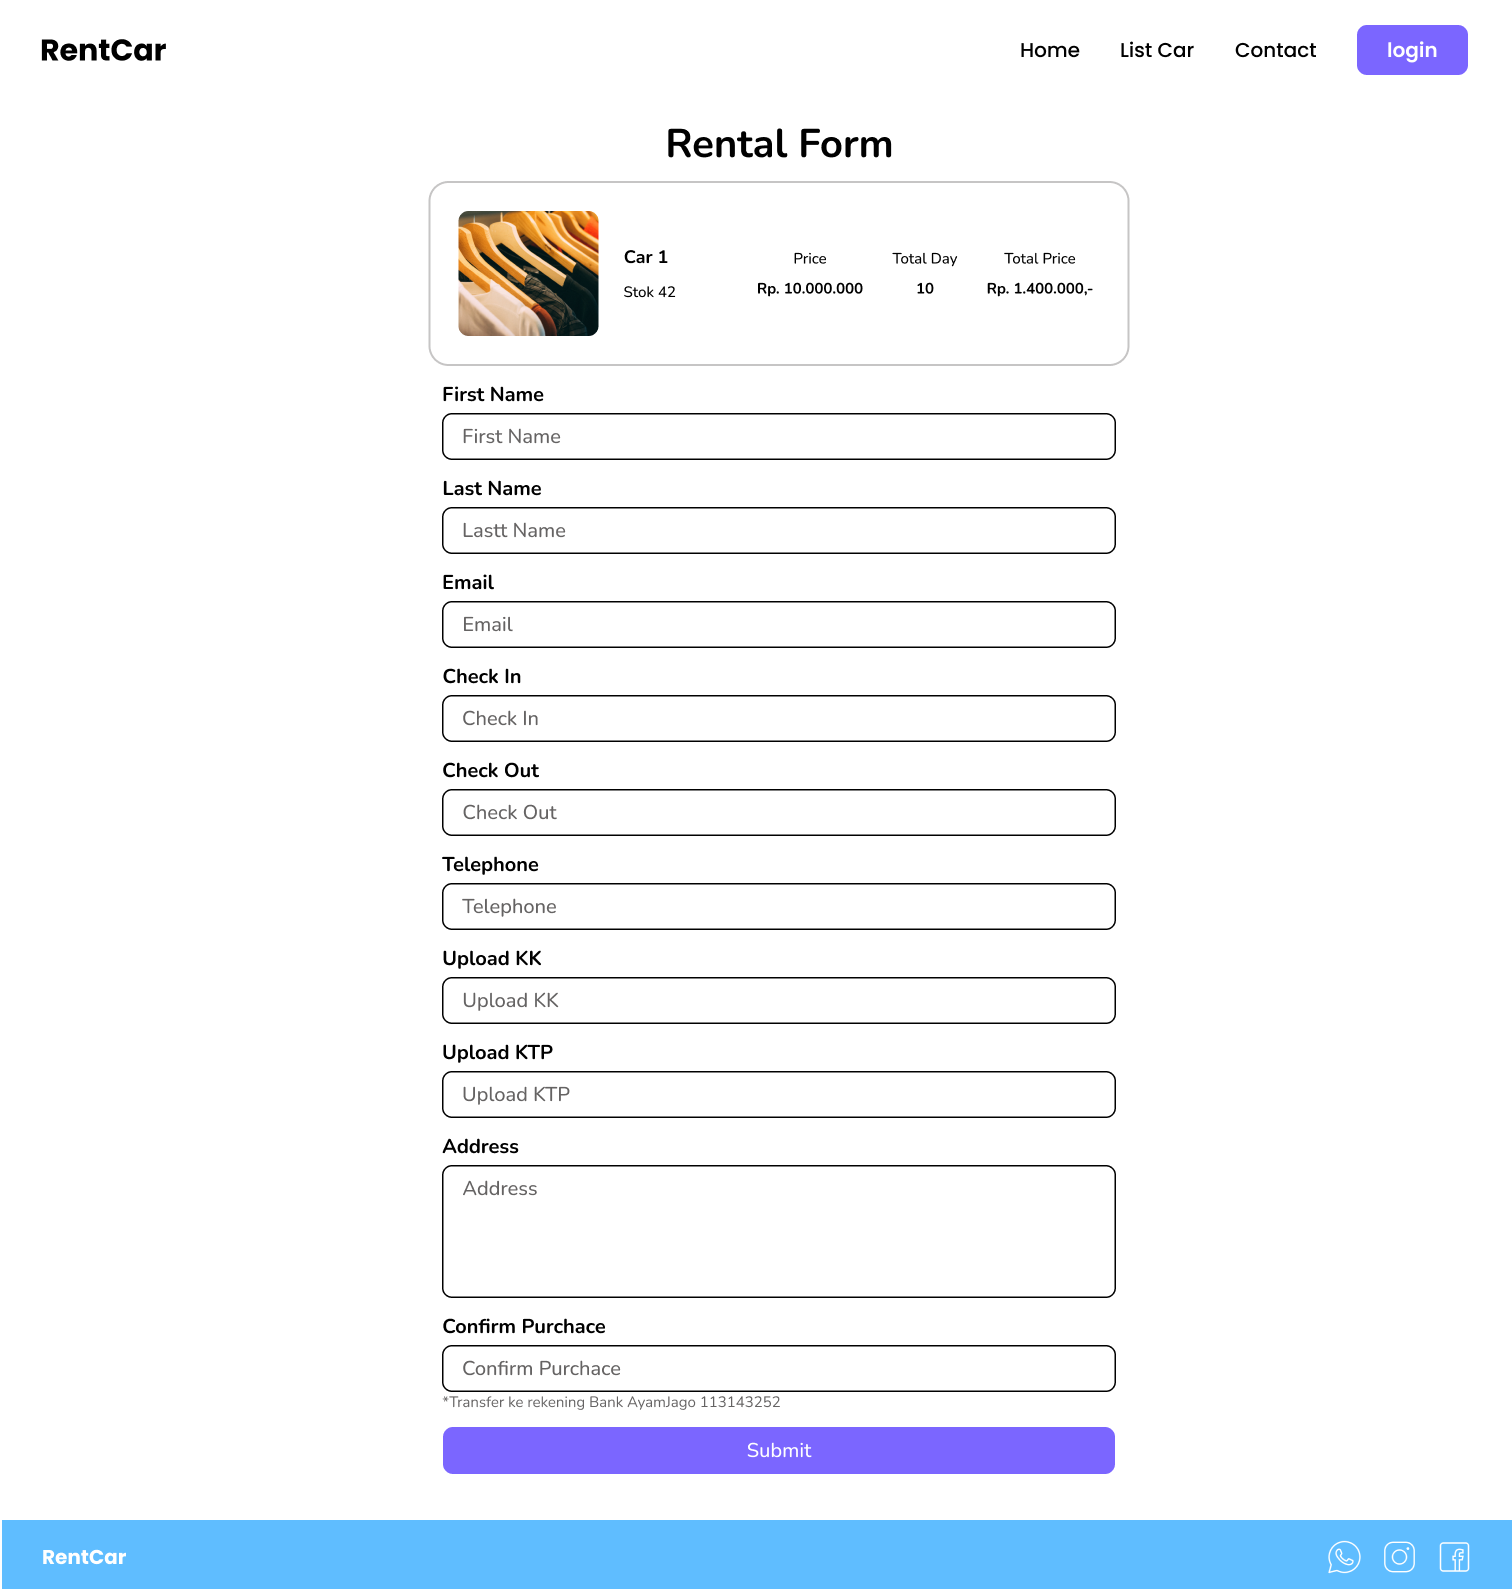 RentCar
Home
List Car
Contact
login
Rental Form
Car 1
Stok 42
Price
Total Day
Total Price
Rp. 10.000.000
10
Rp. 1.400.000,-
First Name
First Name
Last Name
Lastt Name
Email
Email
Check In
Check In
Check Out
Check Out
Telephone
Telephone
Upload KK
Upload KK
Upload KTP
Upload KTP
Address
Address
Confirm Purchace
Confirm Purchace
*Transfer ke rekening Bank AyamJago 113143252
Submit
RentCar